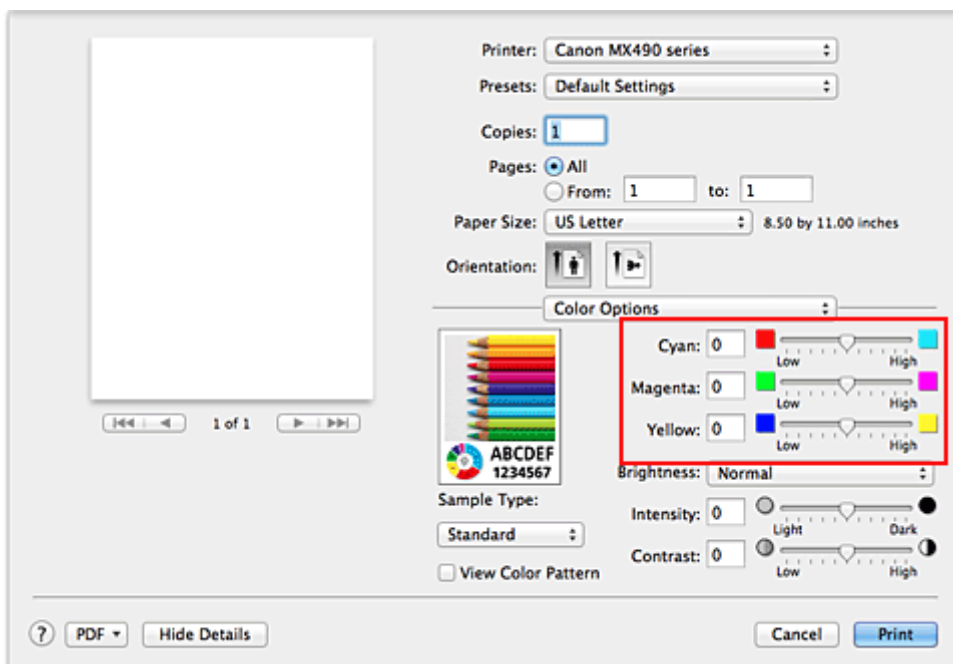 Printer: Canon MX490 series
Presets: Default Settings
Copies: 1
Pages: All
From: 1 to: 1
Paper Size: US Letter 8.50 by 11.00 inches
Orientation:
Color Options
Cyan: 0
Low High
Magenta: 0
Low High
Yellow: 0
Low High
1 of 1
ABCDEF
1234567
Brightness: Normal
Sample Type:
Standard
View Color Pattern
Intensity: 0
Light Dark
Contrast: 0
Low High
? PDF Hide Details Cancel Print